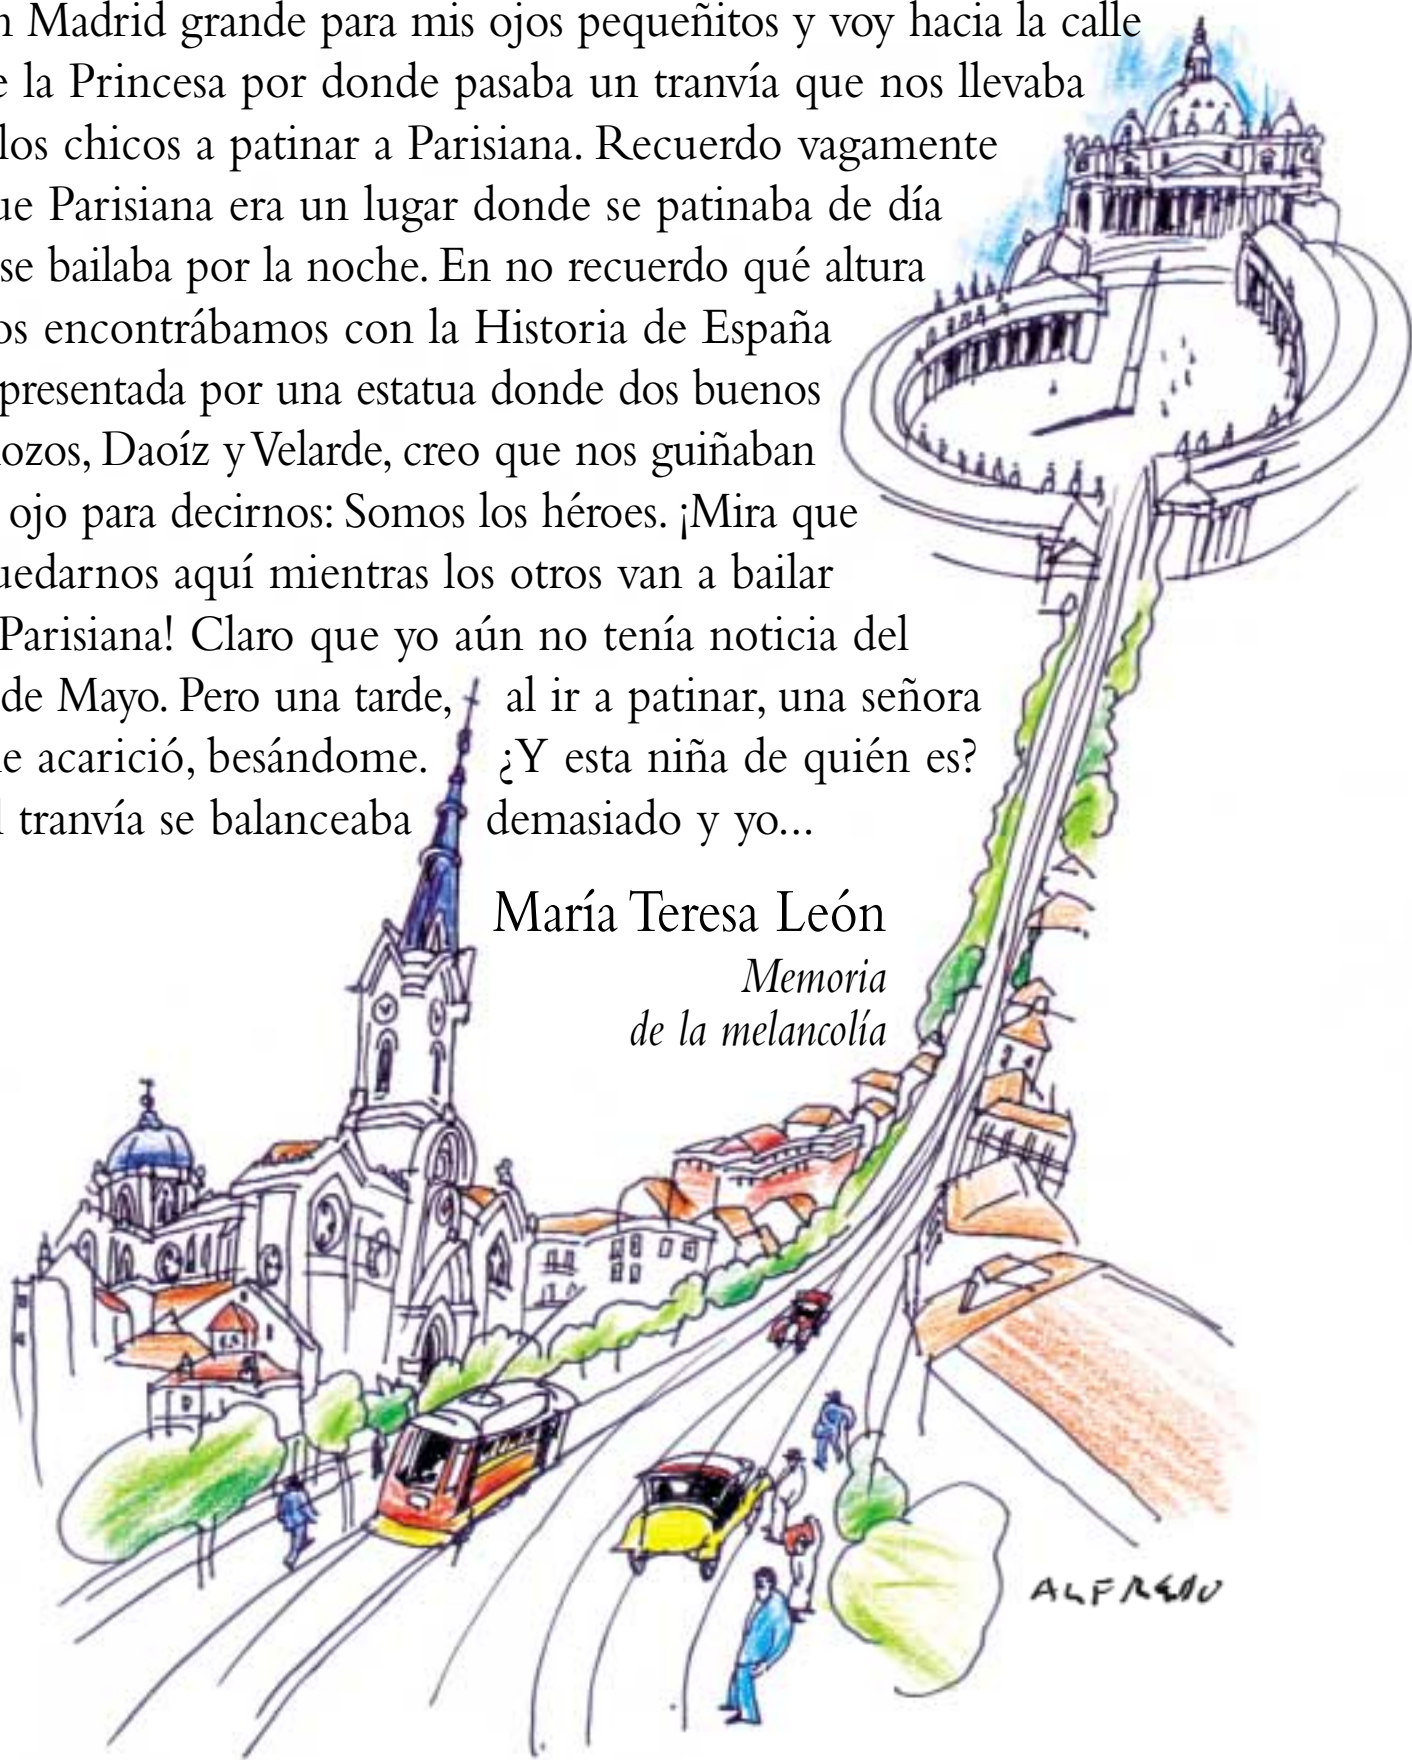 n Madrid grande para mis ojos pequeñitos y voy hacia la calle
e la Princesa por donde pasaba un tranvía que nos llevaba
los chicos a patinar a Parisiana. Recuerdo vagamente
ue Parisiana era un lugar donde se patinaba de día
se bailaba por la noche. En no recuerdo qué altura
os encontrábamos con la Historia de España
presentada por una estatua donde dos buenos
ozos, Daoíz y Velarde, creo que nos guiñaban
ojo para decirnos: Somos los héroes. ¡Mira que
uedarnos aquí mientras los otros van a bailar
Parisiana! Claro que yo aún no tenía noticia del
de Mayo. Pero una tarde, al ir a patinar, una señora
e acarició, besándome. ¿Y esta niña de quién es?
l tranvía se balanceaba demasiado y yo...
María Teresa León
Memoria
de la melancolía
ALFREDO